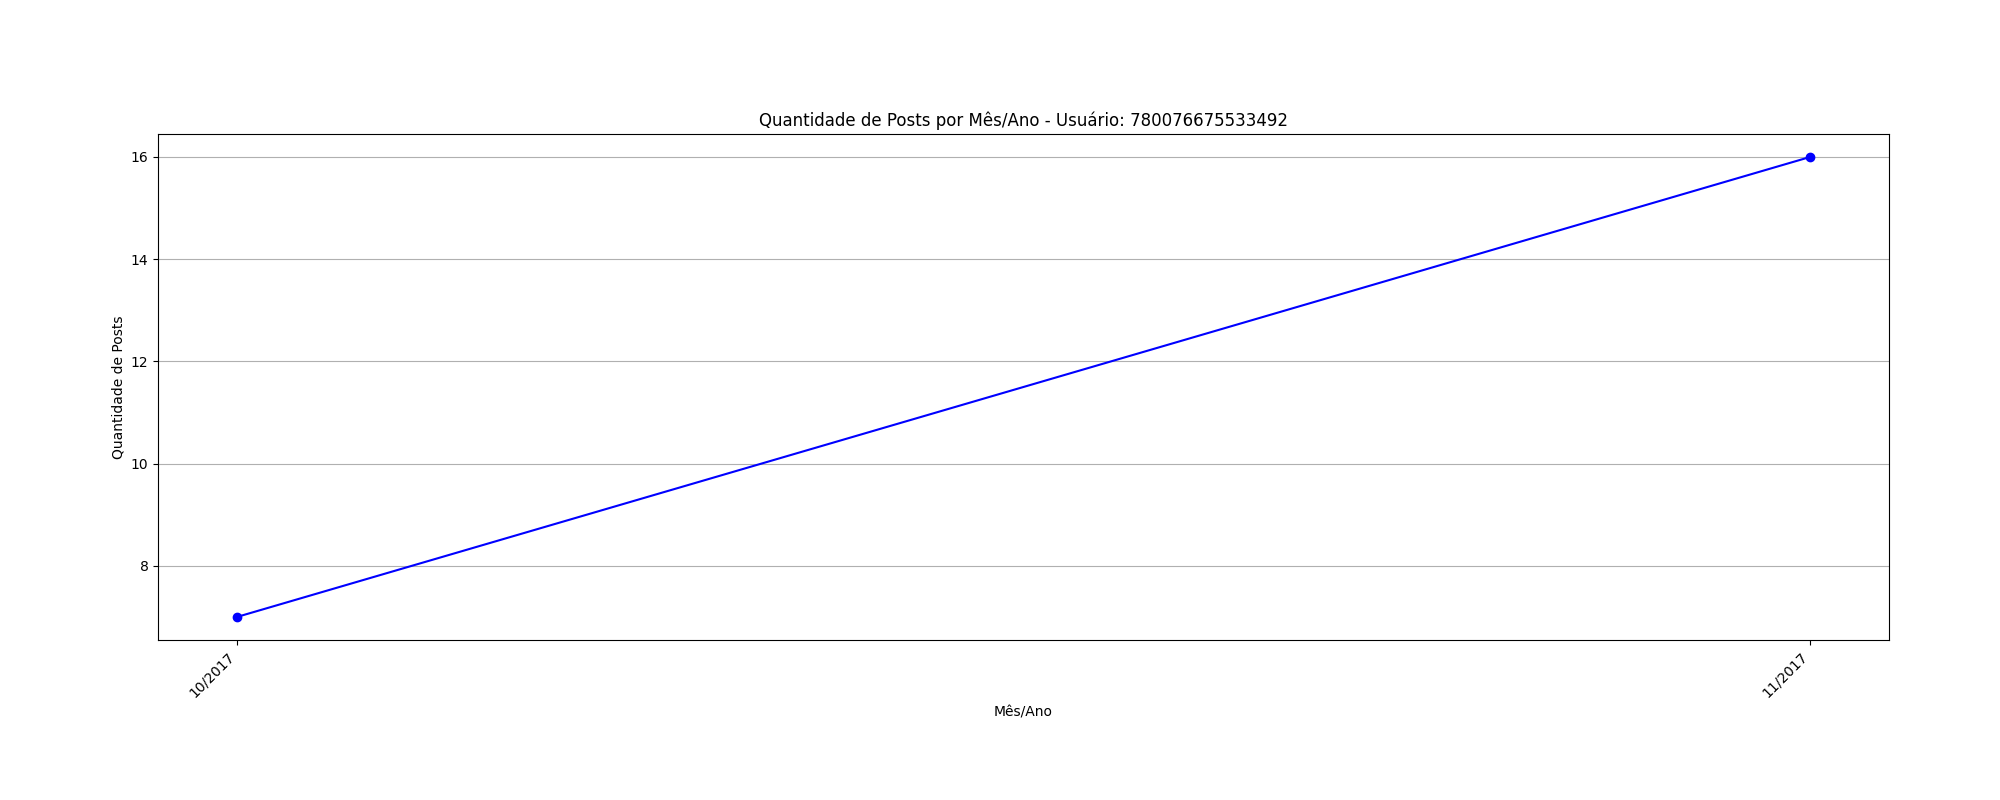 Quantidade de Posts por Mês/Ano - Usuário: 780076675533492
16
14
12
10
8
Quantidade de Posts
10/2017
11/2017
Mês/Ano